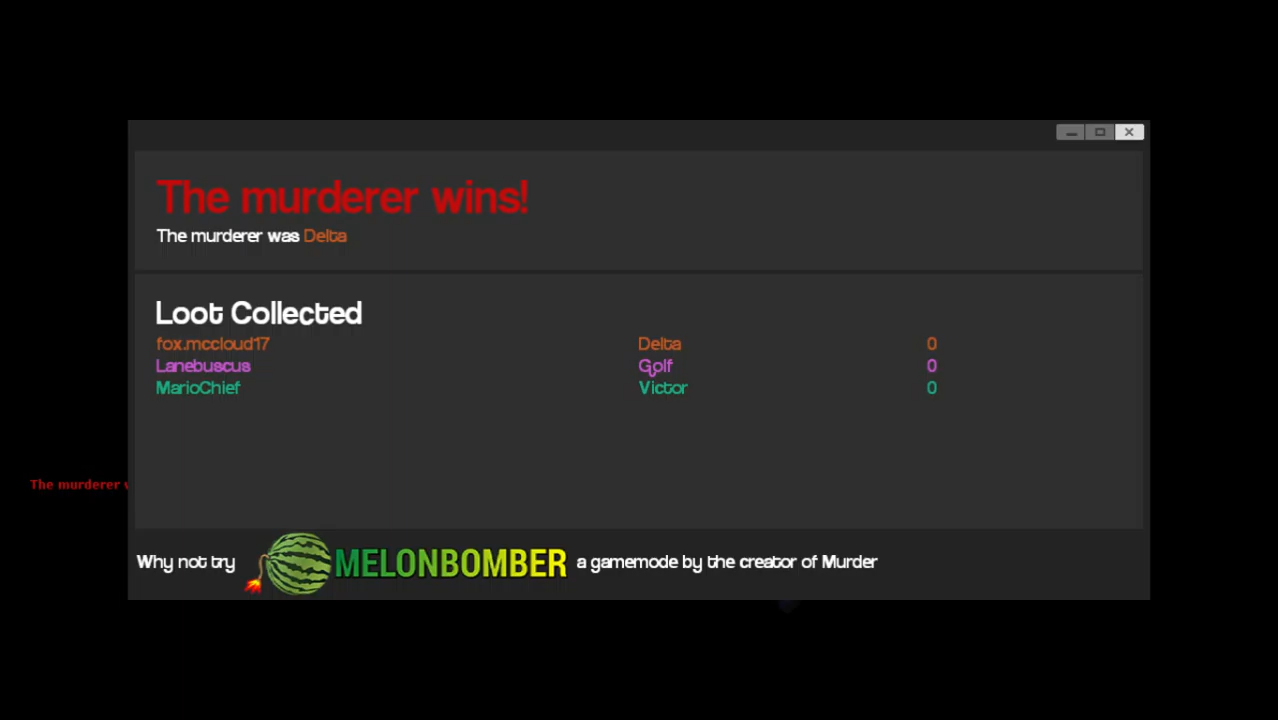 The murderer wins!
The murderer was Delta
Loot Collected
fox.mccloud17 Delta 0
Lanebuscus Golf 0
MarioChief Victor 0
The murderer
Why not try MELONBOMBER a gamemode by the creator of Murder